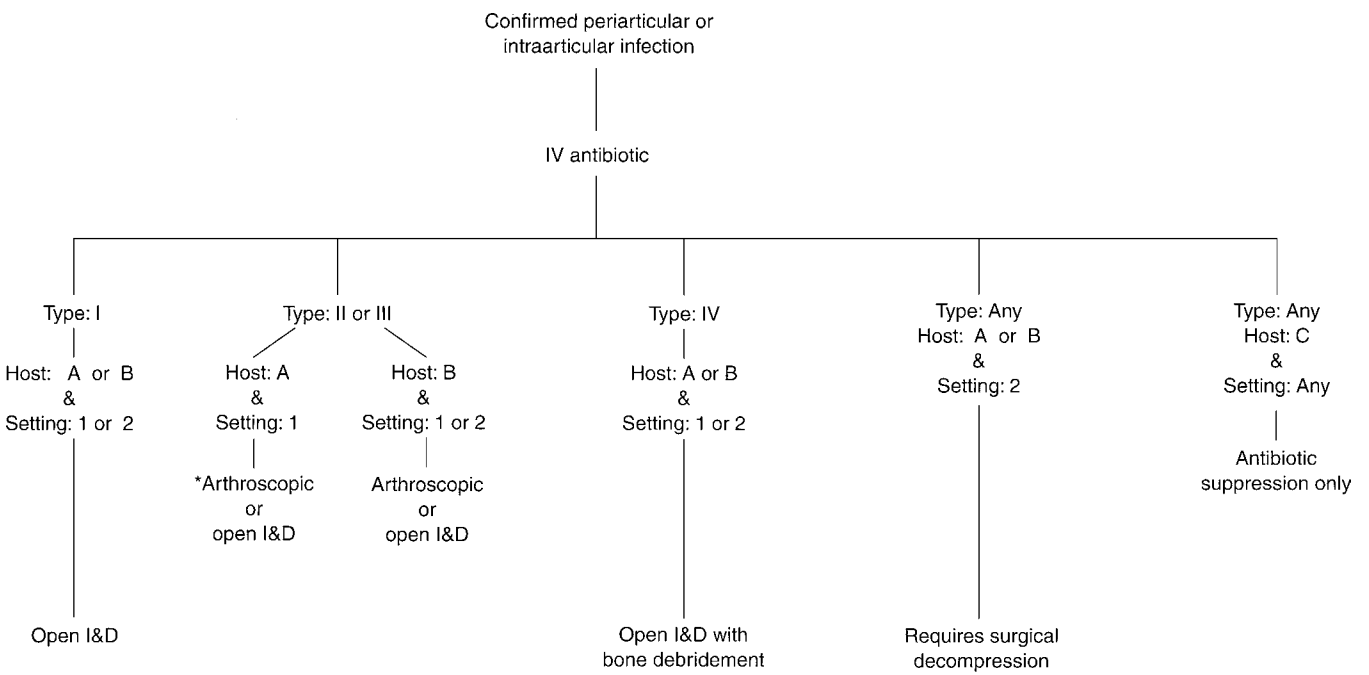 Confirmed periarticular or
intraarticular infection
IV antibiotic
Type: I
Host: A or B
&
Setting: 1 or 2
Open I&D
Type: II or III
Host: A
&
Setting: 1
*Arthroscopic
or
open I&D
Host: B
&
Setting: 1 or 2
Arthroscopic
or
open I&D
Type: IV
Host: A or B
&
Setting: 1 or 2
Open I&D with
bone debridement
Type: Any
Host: A or B
&
Setting: 2
Requires surgical
decompression
Type: Any
Host: C
&
Setting: Any
Antibiotic
suppression only